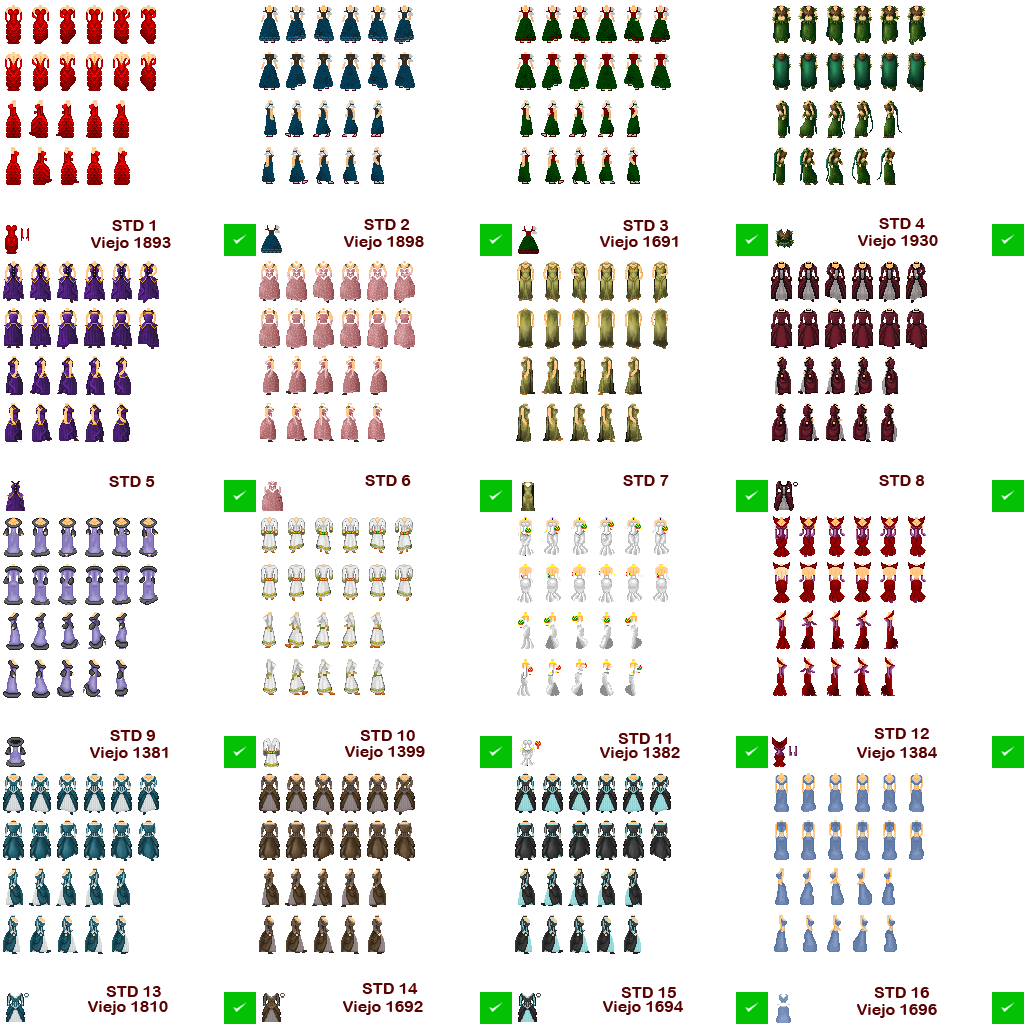 STD 1
Viejo 1893
STD 2
Viejo 1898
STD 3
Viejo 1691
STD 4
Viejo 1930
STD 5
STD 6
STD 7
STD 8
STD 9
Viejo 1381
STD 10
Viejo 1399
STD 11
Viejo 1382
STD 12
Viejo 1384
STD 13
Viejo 1810
STD 14
Viejo 1692
STD 15
Viejo 1694
STD 16
Viejo 1696